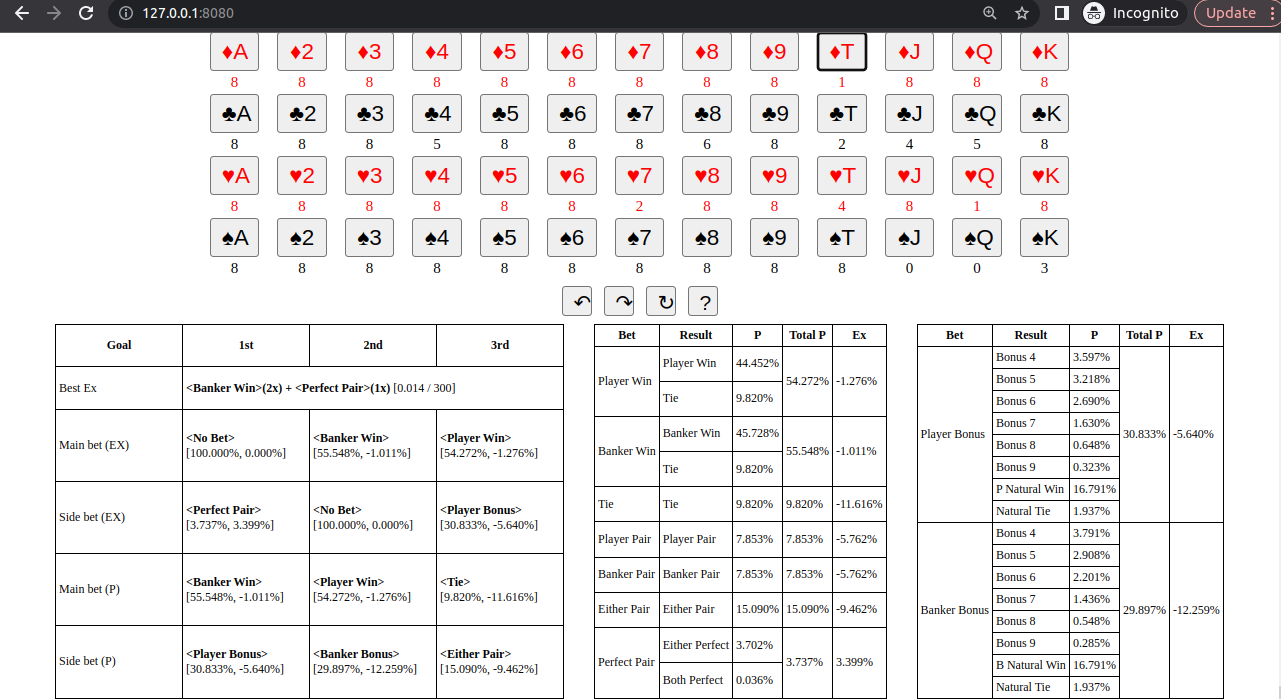 127.0.0.1:8080 Incognito Update
♦A ♦2 ♦3 ♦4 ♦5 ♦6 ♦7 ♦8 ♦9 ♦T ♦J ♦Q ♦K
8 8 8 8 8 8 8 8 8 1 8 8 8
♣A ♣2 ♣3 ♣4 ♣5 ♣6 ♣7 ♣8 ♣9 ♣T ♣J ♣Q ♣K
8 8 8 5 8 8 8 6 8 2 4 5 8
♥A ♥2 ♥3 ♥4 ♥5 ♥6 ♥7 ♥8 ♥9 ♥T ♥J ♥Q ♥K
8 8 8 8 8 8 2 8 8 4 8 1 8
♠A ♠2 ♠3 ♠4 ♠5 ♠6 ♠7 ♠8 ♠9 ♠T ♠J ♠Q ♠K
8 8 8 8 8 8 8 8 8 8 0 0 3
↶ ↷ ↻ ?
Goal 1st 2nd 3rd
Best Ex <Banker Win>(2x) + <Perfect Pair>(1x) [0.014 / 300]
Main bet (EX)
<No Bet> <Banker Win> <Player Win>
[100.000%, 0.000%] [55.548%, -1.011%] [54.272%, -1.276%]
Side bet (EX)
<Perfect Pair> <No Bet> <Player Bonus>
[3.737%, 3.399%] [100.000%, 0.000%] [30.833%, -5.640%]
Main bet (P)
<Banker Win> <Player Win> <Tie>
[55.548%, -1.011%] [54.272%, -1.276%] [9.820%, -11.616%]
Side bet (P)
<Player Bonus> <Banker Bonus> <Either Pair>
[30.833%, -5.640%] [29.897%, -12.259%] [15.090%, -9.462%]
Bet Result P Total P Ex
Player Win Player Win 44.452% 54.272% -1.276%
Tie 9.820%
Banker Win Banker Win 45.728% 55.548% -1.011%
Tie 9.820%
Tie Tie 9.820% 9.820% -11.616%
Player Pair Player Pair 7.853% 7.853% -5.762%
Banker Pair Banker Pair 7.853% 7.853% -5.762%
Either Pair Either Pair 15.090% 15.090% -9.462%
Perfect Pair Either Perfect 3.702% 3.737% 3.399%
Both Perfect 0.036%
Bet Result P Total P Ex
Player Bonus Bonus 4 3.597% 30.833% -5.640%
Bonus 5 3.218%
Bonus 6 2.690%
Bonus 7 1.630%
Bonus 8 0.648%
Bonus 9 0.323%
P Natural Win 16.791%
Natural Tie 1.937%
Banker Bonus Bonus 4 3.791% 29.897% -12.259%
Bonus 5 2.908%
Bonus 6 2.201%
Bonus 7 1.436%
Bonus 8 0.548%
Bonus 9 0.285%
B Natural Win 16.791%
Natural Tie 1.937%